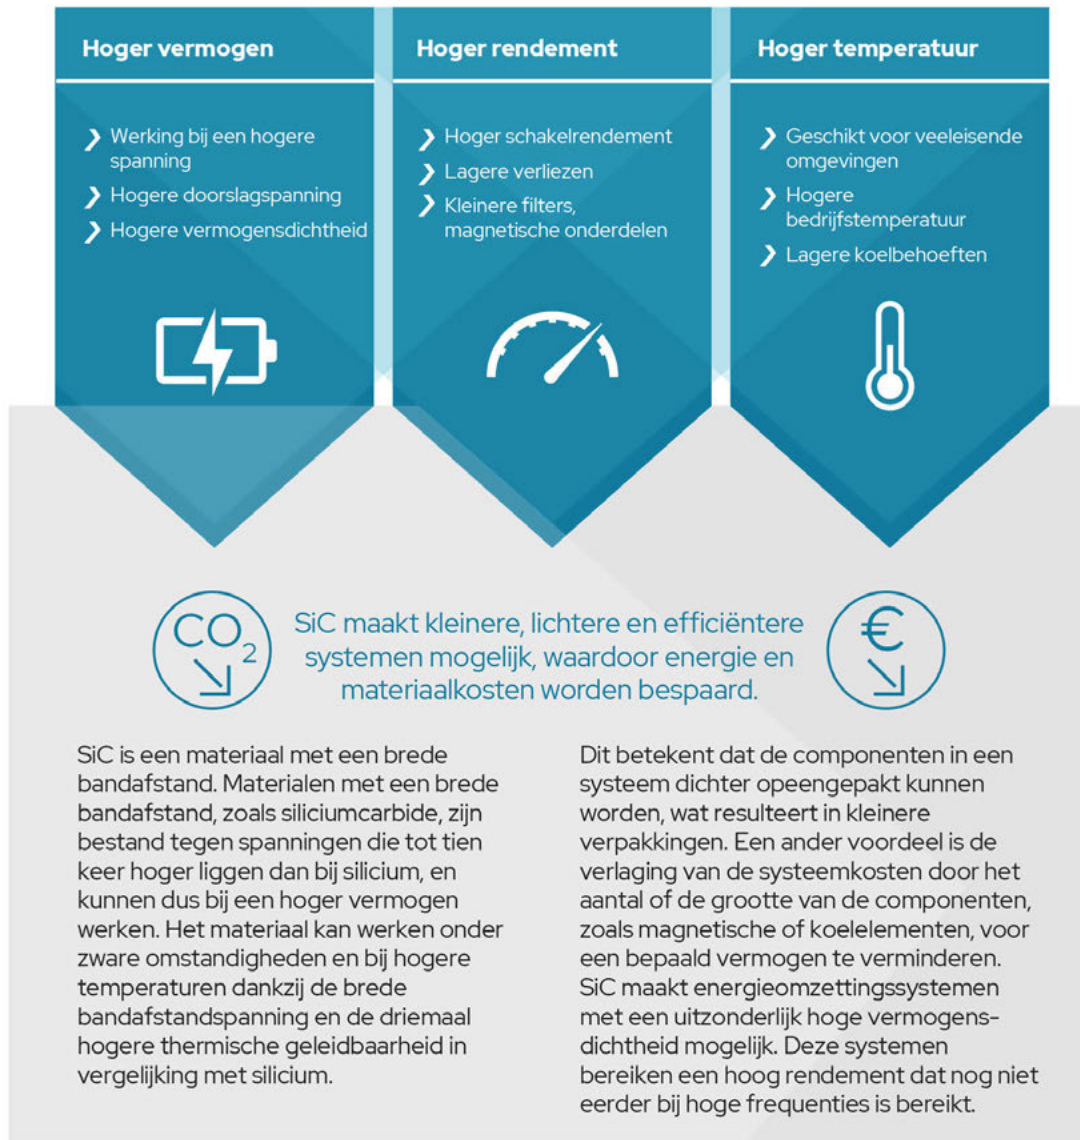 Hoger vermogen
Werking bij een hogere
spanning
Hogere doorslagspanning
Hogere vermogensdichtheid
Hoger rendement
Hoger schakelrendement
Lagere verliezen
Kleinere filters,
magnetische onderdelen
Hoger temperatuur
Geschikt voor veeleisende
omgevingen
Hogere
bedrijfstemperatuur
Lagere koelbehoeften
CO2
SiC maakt kleinere, lichtere en efficiëntere
systemen mogelijk, waardoor energie en
materiaalkosten worden bespaard.
€
SiC is een materiaal met een brede
bandafstand. Materialen met een brede
bandafstand, zoals siliciumcarbide, zijn
bestand tegen spanningen die tot tien
keer hoger liggen dan bij silicium, en
kunnen dus bij een hoger vermogen
werken. Het materiaal kan werken onder
zware omstandigheden en bij hogere
temperaturen dankzij de brede
bandafstandspanning en de driemaal
hogere thermische geleidbaarheid in
vergelijking met silicium.
Dit betekent dat de componenten in een
systeem dichter opeengepakt kunnen
worden, wat resulteert in kleinere
verpakkingen. Een ander voordeel is de
verlaging van de systeemkosten door het
aantal of de grootte van de componenten,
zoals magnetische of koelelementen, voor
een bepaald vermogen te verminderen.
SiC maakt energieomzettingssystemen
met een uitzonderlijk hoge vermogens-
dichtheid mogelijk. Deze systemen
bereiken een hoog rendement dat nog niet
eerder bij hoge frequenties is bereikt.